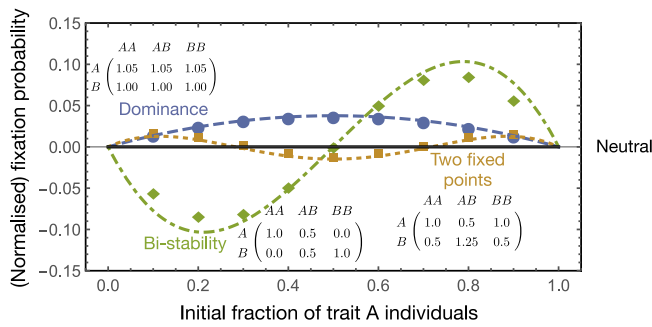 (Normalised) fixation probability
0.15
0.10
0.05
0.00
−0.05
−0.10
−0.15
AA AB BB
A 1.05 1.05 1.05
B 1.00 1.00 1.00
Dominance
Two fixed
points
Neutral
Bi-stability
AA AB BB
A 1.0 0.5 0.0
B 0.0 0.5 1.0
AA AB BB
A 1.0 0.5 1.0
B 0.5 1.25 0.5
0.0 0.2 0.4 0.6 0.8 1.0
Initial fraction of trait A individuals